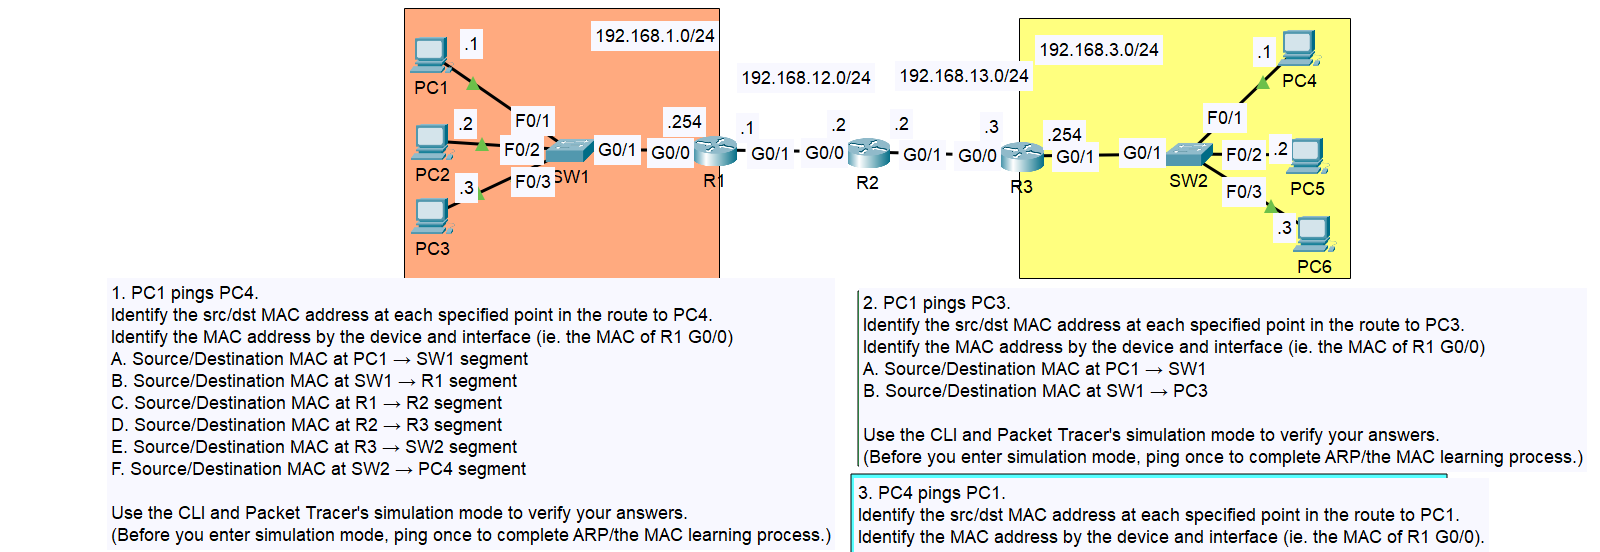 192.168.1.0/24
192.168.3.0/24
192.168.12.0/24
192.168.13.0/24
.1
PC1
.2
PC2
.3
PC3
F0/1
F0/2
F0/3
SW1
G0/1
G0/0
.254
R1
.1
G0/1
G0/0
.2
R2
.2
G0/1
G0/0
.3
R3
.254
G0/1
G0/1
SW2
F0/1
F0/2
F0/3
.1
PC4
.2
PC5
.3
PC6
1. PC1 pings PC4.
Identify the src/dst MAC address at each specified point in the route to PC4.
Identify the MAC address by the device and interface (ie. the MAC of R1 G0/0)
A. Source/Destination MAC at PC1 → SW1 segment
B. Source/Destination MAC at SW1 → R1 segment
C. Source/Destination MAC at R1 → R2 segment
D. Source/Destination MAC at R2 → R3 segment
E. Source/Destination MAC at R3 → SW2 segment
F. Source/Destination MAC at SW2 → PC4 segment
Use the CLI and Packet Tracer's simulation mode to verify your answers.
(Before you enter simulation mode, ping once to complete ARP/the MAC learning process.)
2. PC1 pings PC3.
Identify the src/dst MAC address at each specified point in the route to PC3.
Identify the MAC address by the device and interface (ie. the MAC of R1 G0/0)
A. Source/Destination MAC at PC1 → SW1
B. Source/Destination MAC at SW1 → PC3
Use the CLI and Packet Tracer's simulation mode to verify your answers.
(Before you enter simulation mode, ping once to complete ARP/the MAC learning process.)
3. PC4 pings PC1.
Identify the src/dst MAC address at each specified point in the route to PC1.
Identify the MAC address by the device and interface (ie. the MAC of R1 G0/0).